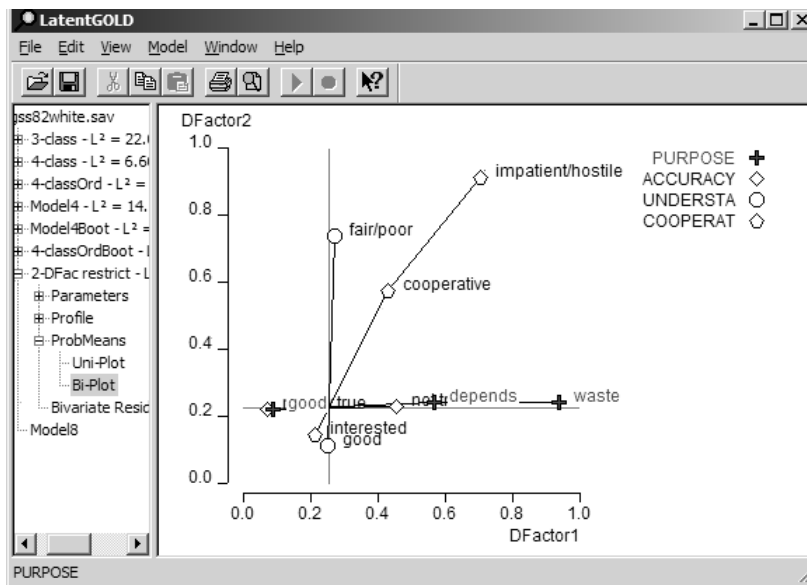 LatentGOLD
File Edit View Model Window Help
gss82white.sav
3-class - L² = 22.
4-class - L² = 6.6
4-classOrd - L² =
Model4 - L² = 14.
Model4Boot - L² =
4-classOrdBoot - L
2-DFac restrict - L
Parameters
Profile
ProbMeans
Uni-Plot
Bi-Plot
Bivariate Resid
Model8
DFactor2
1.0
0.8
0.6
0.4
0.2
0.0
0.0 0.2 0.4 0.6 0.8 1.0
DFactor1
impatient/hostile
fair/poor
cooperative
good true
depends
waste
interested
good
PURPOSE
ACCURACY
UNDERSTA
COOPERAT
PURPOSE